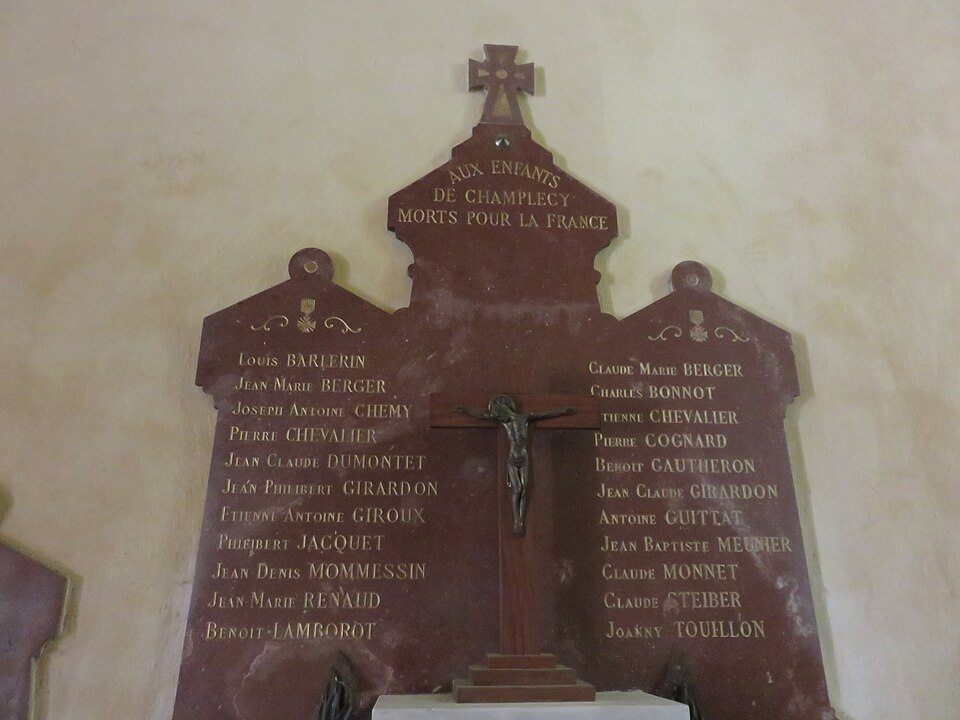 AUX ENFANTS
DE CHAMPLECY
MORTS POUR LA FRANCE
Louis BARLERIN
Jean Marie BERGER
Joseph Antoine CHEMY
Pierre CHEVALIER
Jean Claude DUMONTET
Jean Philibert GIRARDON
Etienne Antoine GIROUX
Philibert JACQUET
Jean Denis MOMMESSIN
Jean Marie RENAUD
Benoit LAMBOROT
Claude Marie BERGER
Charles BONNOT
Etienne CHEVALIER
Pierre COGNARD
Benoit GAUTHERON
Jean Claude GIRARDON
Antoine GUITTAT
Jean Baptiste MEUNIER
Claude MONNET
Claude STEIBER
Joanny TOUILLON